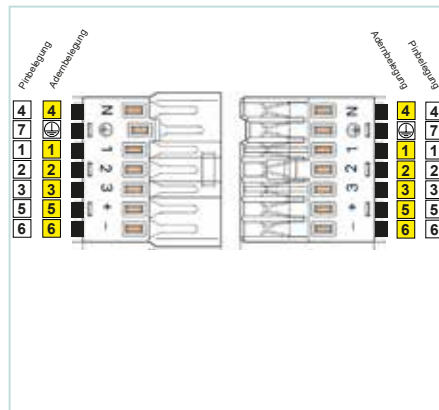 Pinbelegung Adernbelegung Adernbelegung Pinbelegung
4 4 N N 4 4
7 7
1 1 1 1 1 1
2 2 2 2 2 2
3 3 3 3 3 3
5 5 + + 5 5
6 6 - - 6 6